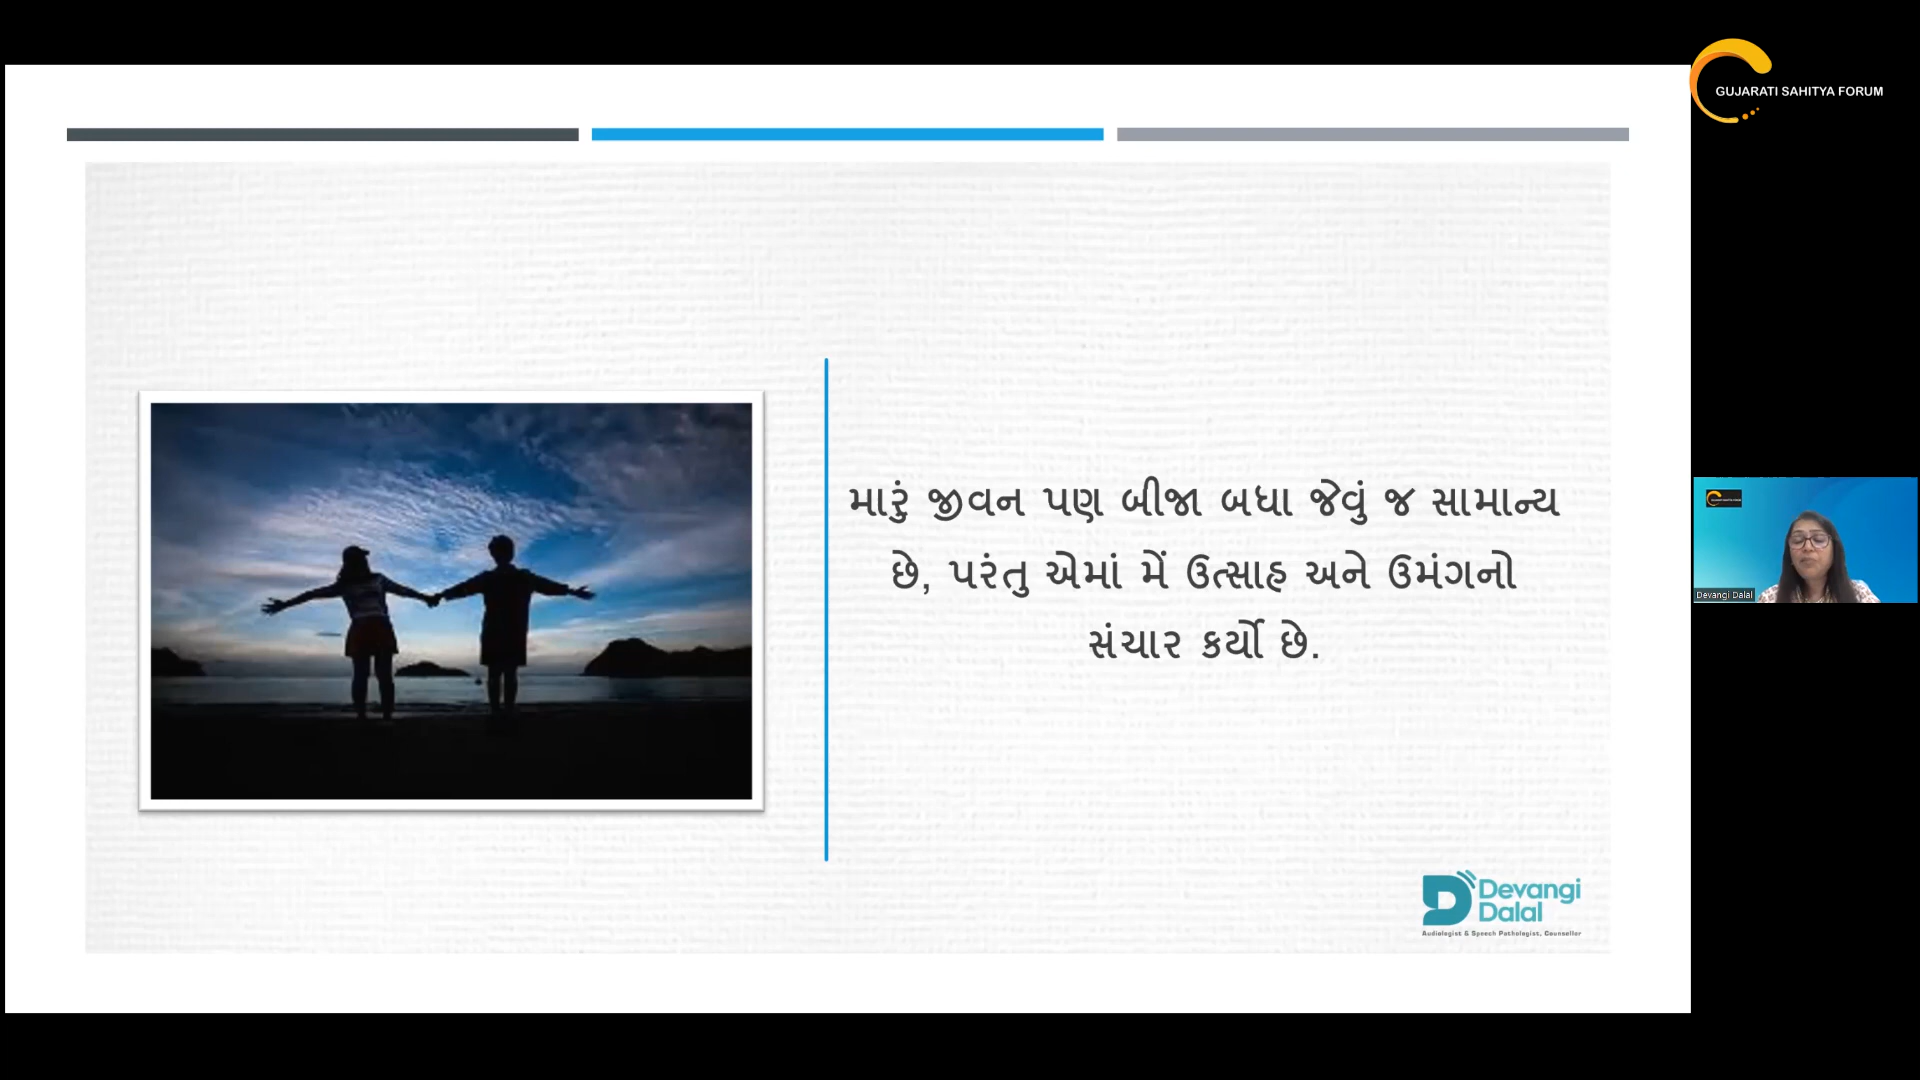 GUJARATI SAHITYA FORUM
મારું જીવન પણ બીજા બધા જેવું જ સામાન્ય
છે, પરંતુ એમાં મેં ઉત્સાહ અને ઉમંગનો
સંચાર કર્યો છે.
Devangi Dalal
Devangi
Dalal
Audiologist & Speech Pathologist, Counsellor